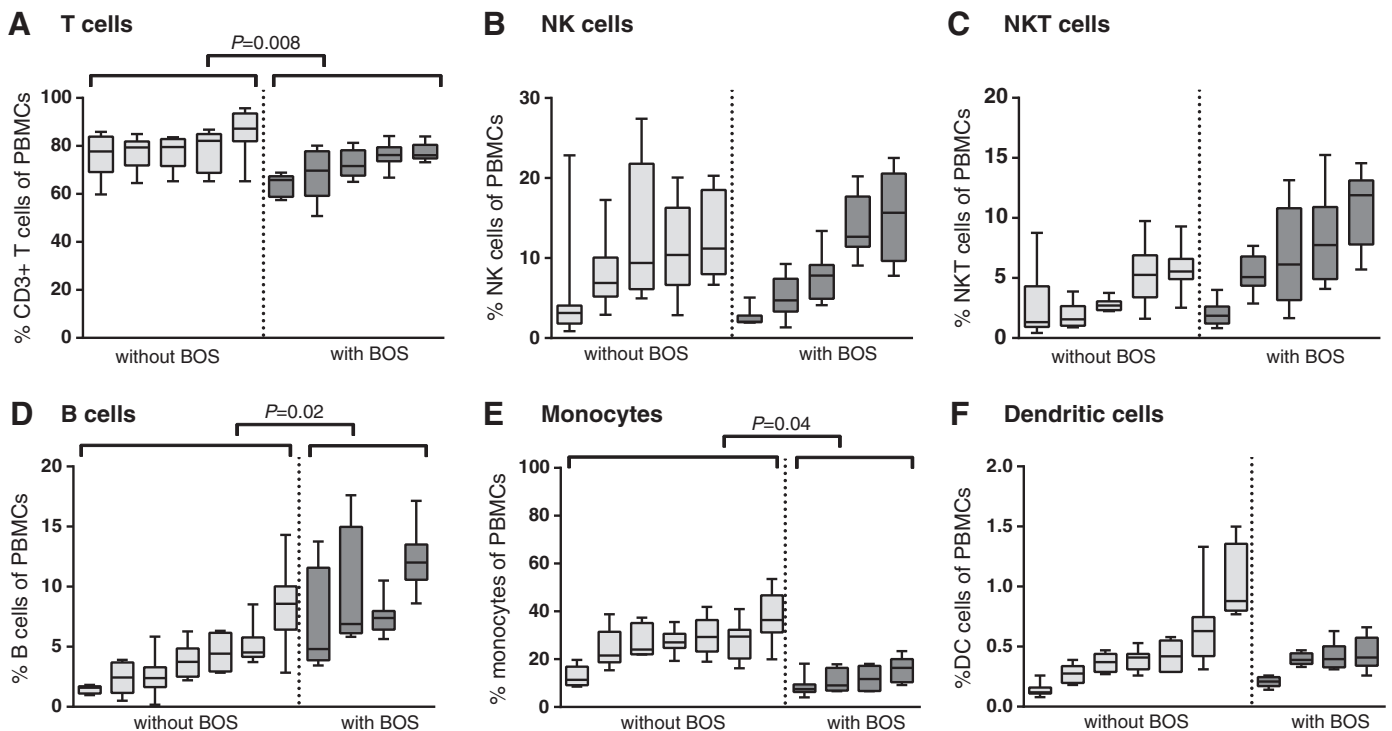 A T cells
P=0.008
% CD3+ T cells of PBMCs
100
80
60
40
20
0
without BOS
with BOS
B NK cells
% NK cells of PBMCs
30
20
10
0
without BOS
with BOS
C NKT cells
% NKT cells of PBMCs
20
15
10
5
0
without BOS
with BOS
D B cells
P=0.02
% B cells of PBMCs
20
15
10
5
0
without BOS
with BOS
E Monocytes
P=0.04
% monocytes of PBMCs
100
80
60
40
20
0
without BOS
with BOS
F Dendritic cells
%DC cells of PBMCs
2.0
1.5
1.0
0.5
0.0
without BOS
with BOS